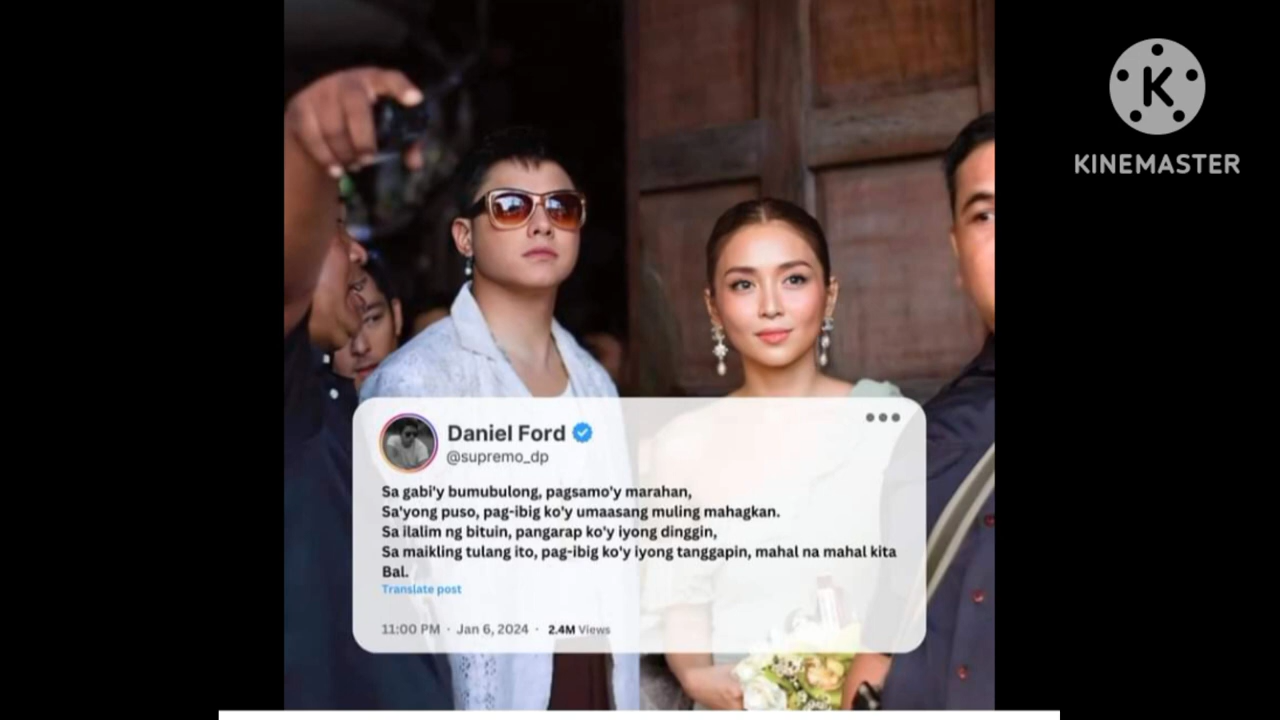 KINEMASTER
Daniel Ford
@supremo_dp
Sa gabi'y bumubulong, pagsamo'y marahan,
Sa'yong puso, pag-ibig ko'y umaasang muling mahagkan.
Sa ilalim ng bituin, pangarap ko'y iyong dinggin,
Sa maikling tulang ito, pag-ibig ko'y iyong tanggapin, mahal na mahal kita
Bal.
Translate post
11:00 PM · Jan 6, 2024 · 2.4M Views